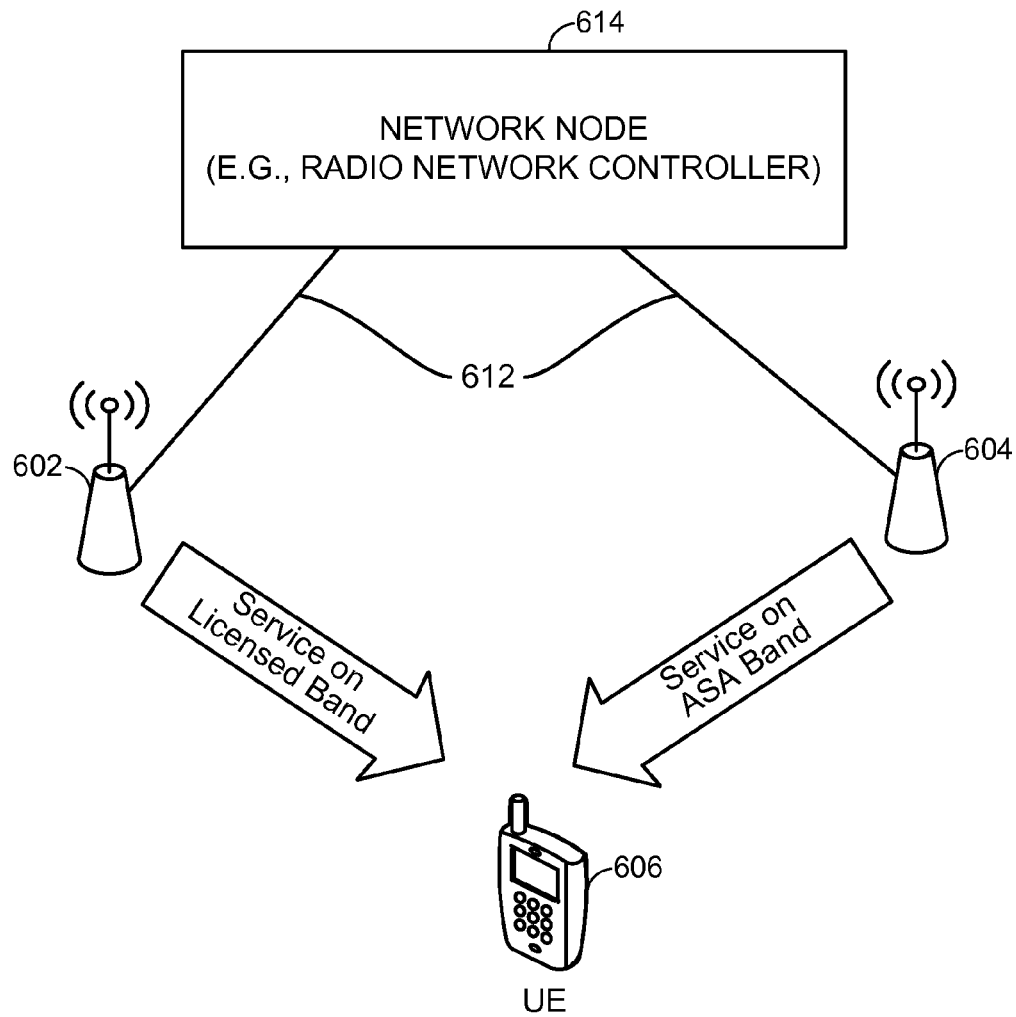 614
NETWORK NODE
(E.G., RADIO NETWORK CONTROLLER)
612
602
604
Service on
Licensed Band
Service on
ASA Band
606
UE